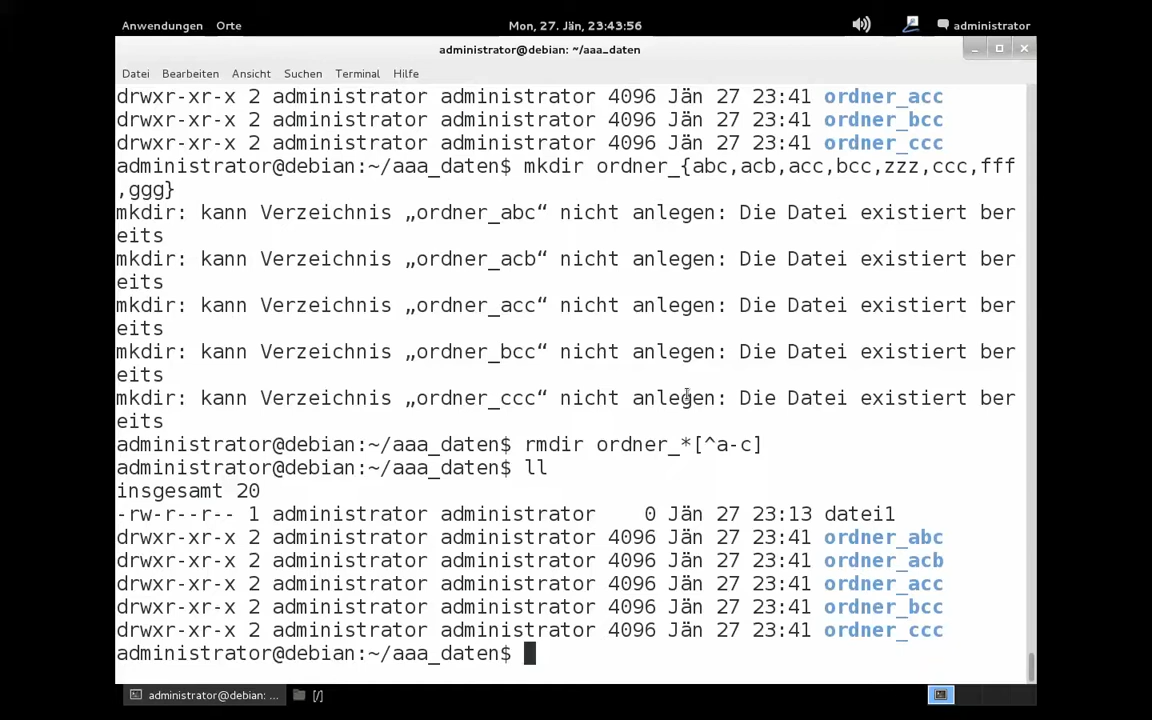 Anwendungen Orte Mon, 27. Jän, 23:43:56 administrator
administrator@debian: ~/aaa_daten
Datei Bearbeiten Ansicht Suchen Terminal Hilfe
drwxr-xr-x 2 administrator administrator 4096 Jän 27 23:41 ordner_acc
drwxr-xr-x 2 administrator administrator 4096 Jän 27 23:41 ordner_bcc
drwxr-xr-x 2 administrator administrator 4096 Jän 27 23:41 ordner_ccc
administrator@debian:~/aaa_daten$ mkdir ordner_{abc,acb,acc,bcc,zzz,ccc,fff
,ggg}
mkdir: kann Verzeichnis „ordner_abc“ nicht anlegen: Die Datei existiert ber
eits
mkdir: kann Verzeichnis „ordner_acb“ nicht anlegen: Die Datei existiert ber
eits
mkdir: kann Verzeichnis „ordner_acc“ nicht anlegen: Die Datei existiert ber
eits
mkdir: kann Verzeichnis „ordner_bcc“ nicht anlegen: Die Datei existiert ber
eits
mkdir: kann Verzeichnis „ordner_ccc“ nicht anlegen: Die Datei existiert ber
eits
administrator@debian:~/aaa_daten$ rmdir ordner_*[^a-c]
administrator@debian:~/aaa_daten$ ll
insgesamt 20
-rw-r--r-- 1 administrator administrator    0 Jän 27 23:13 datei1
drwxr-xr-x 2 administrator administrator 4096 Jän 27 23:41 ordner_abc
drwxr-xr-x 2 administrator administrator 4096 Jän 27 23:41 ordner_acb
drwxr-xr-x 2 administrator administrator 4096 Jän 27 23:41 ordner_acc
drwxr-xr-x 2 administrator administrator 4096 Jän 27 23:41 ordner_bcc
drwxr-xr-x 2 administrator administrator 4096 Jän 27 23:41 ordner_ccc
administrator@debian:~/aaa_daten$
administrator@debian: ... [/]